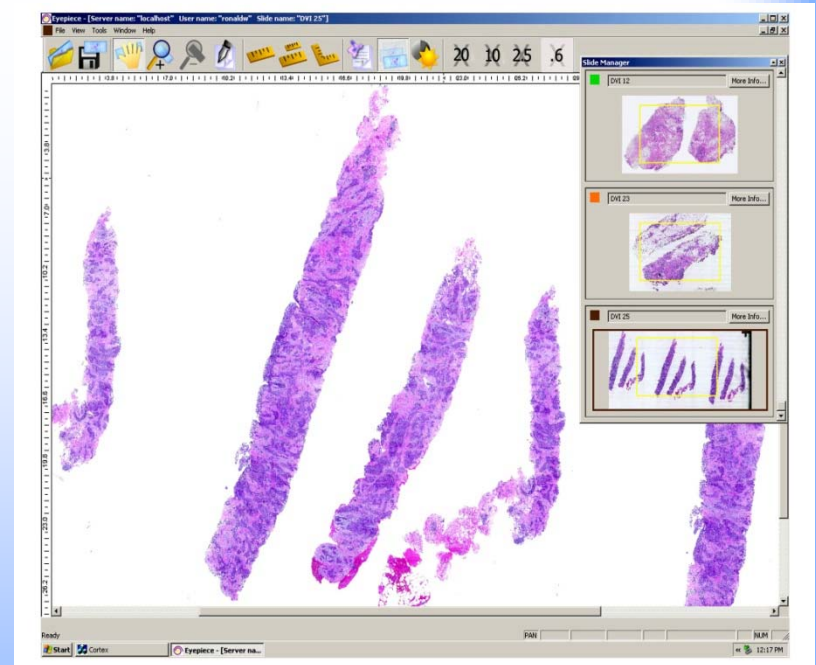 Eyepiece - [Server name: "localhost" User name: "ronaldw" Slide name: "DVI 25"]
File View Tools Window Help
20 10 2.5 .6
Slide Manager
DVI 12 More Info...
DVI 23 More Info...
DVI 25 More Info...
Ready PAN NUM
Start Cortex Eyepiece - [Server na... « 12:17 PM